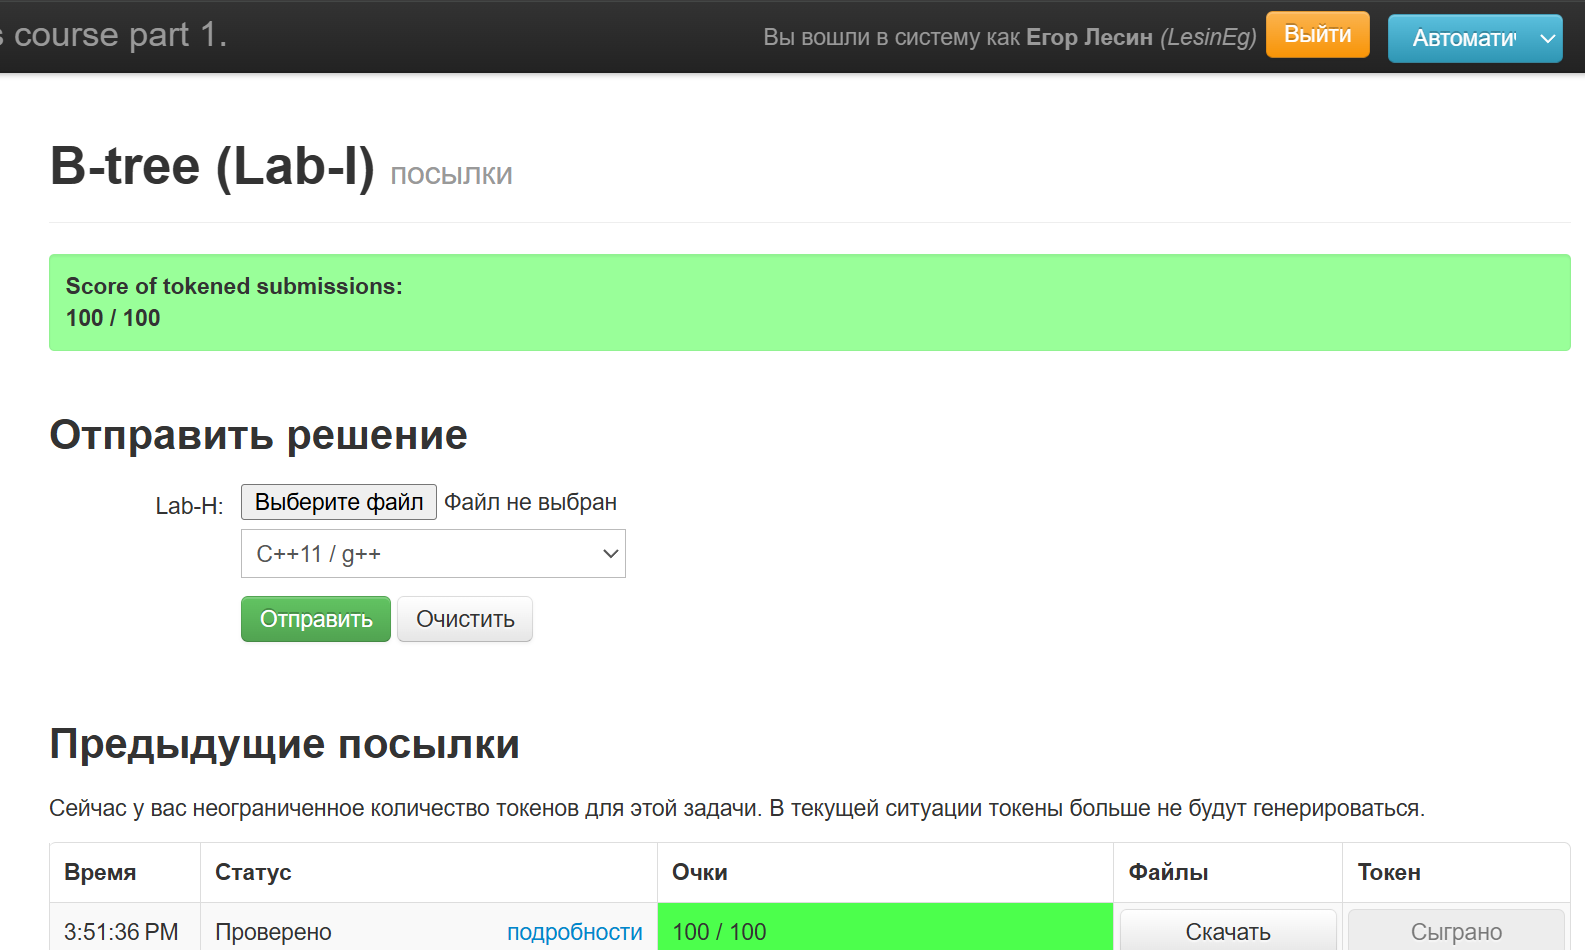 s course part 1.
Вы вошли в систему как Егор Лесин (LesinEg)
Выйти
Автомати
B-tree (Lab-I) посылки
Score of tokened submissions:
100 / 100
Отправить решение
Lab-H: Выберите файл Файл не выбран
C++11 / g++
Отправить Очистить
Предыдущие посылки
Сейчас у вас неограниченное количество токенов для этой задачи. В текущей ситуации токены больше не будут генерироваться.
Время Статус Очки Файлы Токен
3:51:36 PM Проверено подробности 100 / 100 Скачать Сыграно